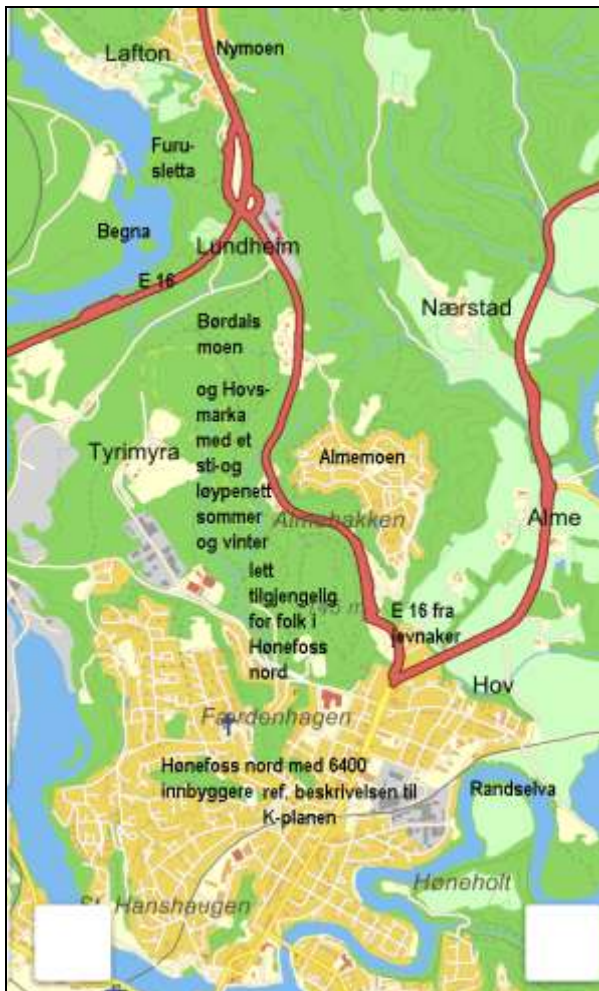 Lafton
Nymoen
Furu-
sletta
Begna
Lundheim
E 16
Nærstad
Børdals
moen
og Hovs-
marka
med et
sti-og
løypenett
sommer
og vinter
Tyrimyra
Almemoen
Almebakken
Alme
lett
tilgjengelig
for folk i
Hønefoss
nord
E 16 fra
jevnaker
Hov
Færdenhagen
Hønefoss nord med 6400
innbyggere ref. beskrivelsen til
K-planen
Randselva
Høneholt
St. Hanshaugen